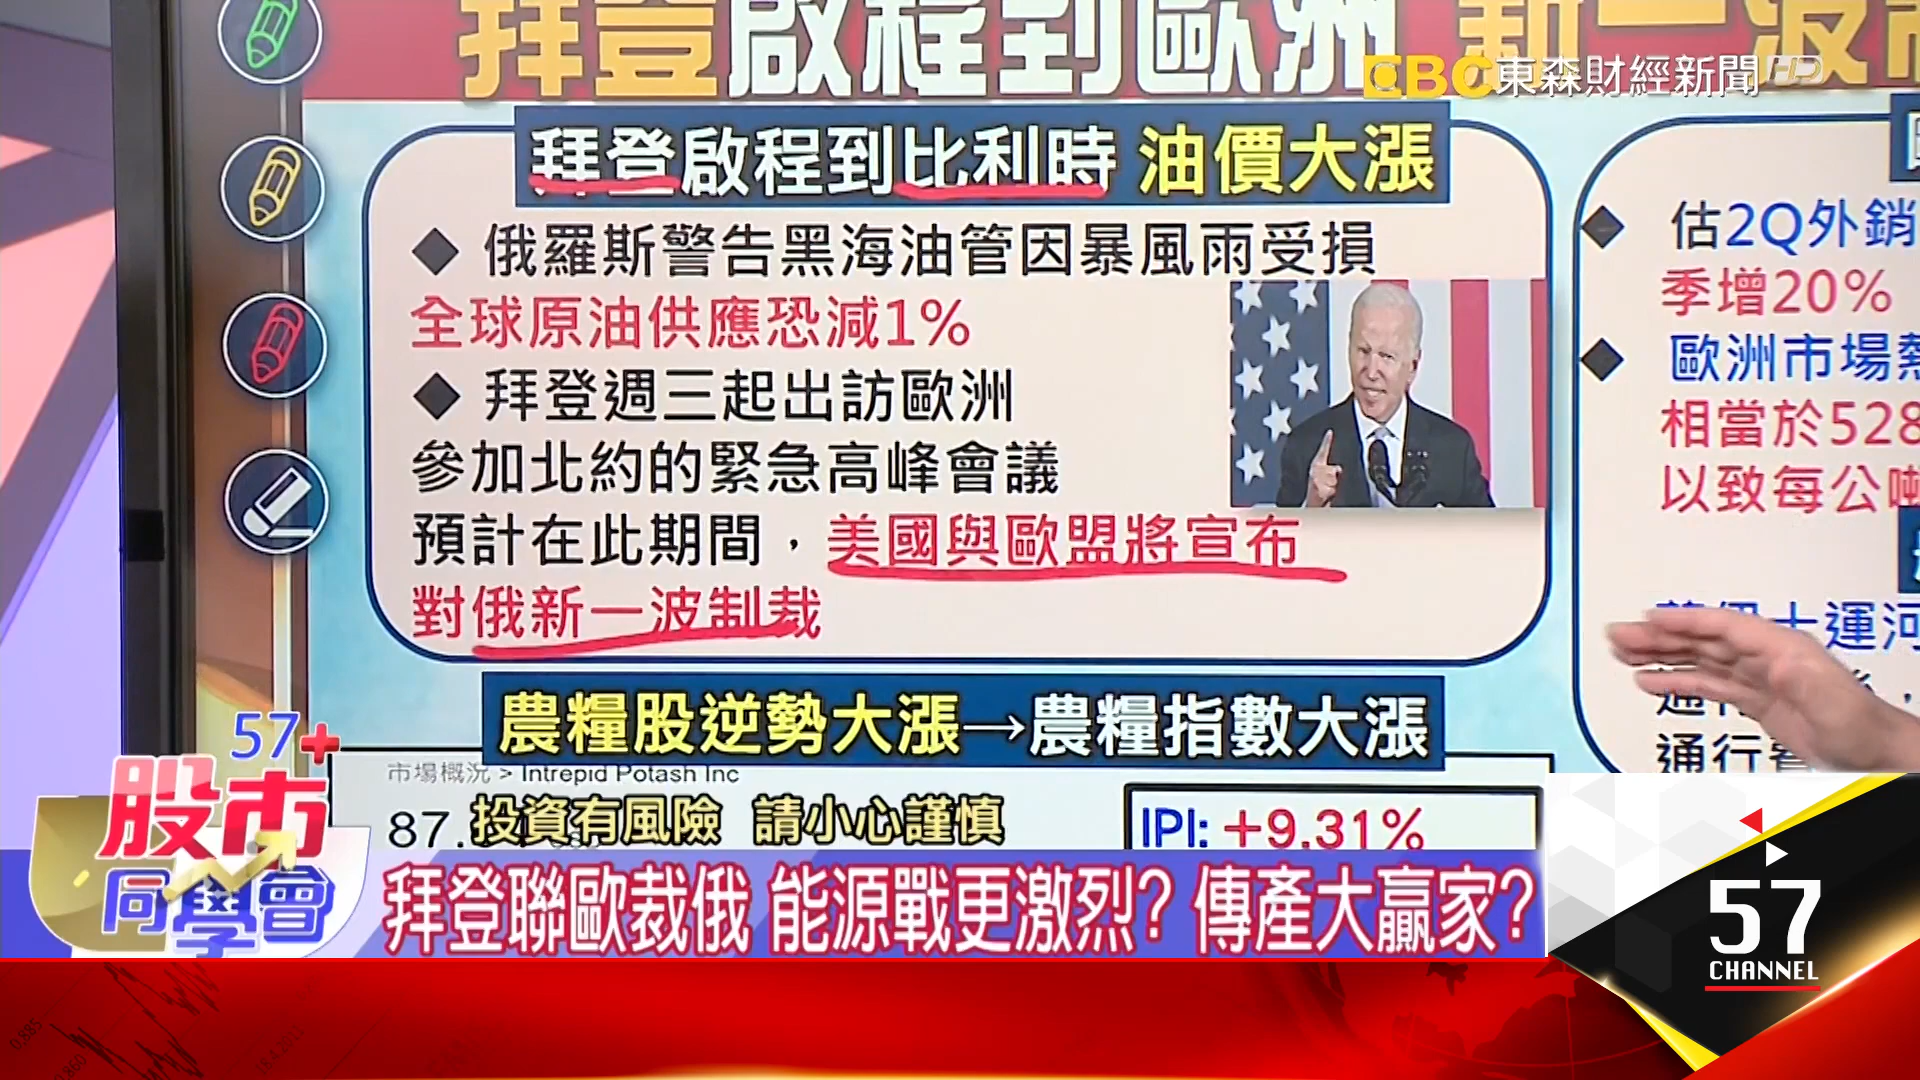 拜登啟程到歐洲 新一波制
EBC東森財經新聞HD
拜登啟程到比利時 油價大漲
◆ 俄羅斯警告黑海油管因暴風雨受損
全球原油供應恐減1%
◆ 拜登週三起出訪歐洲
參加北約的緊急高峰會議
預計在此期間，美國與歐盟將宣布
對俄新一波制裁
◆ 估2Q外銷
季增20%
◆ 歐洲市場熱
相當於528
以致每公噸
士運河
通行
農糧股逆勢大漲→農糧指數大漲
市場概況 > Intrepid Potash Inc
87.
IPI: +9.31%
投資有風險 請小心謹慎
57+
股市
同學會
拜登聯歐裁俄 能源戰更激烈? 傳產大贏家?
57
CHANNEL